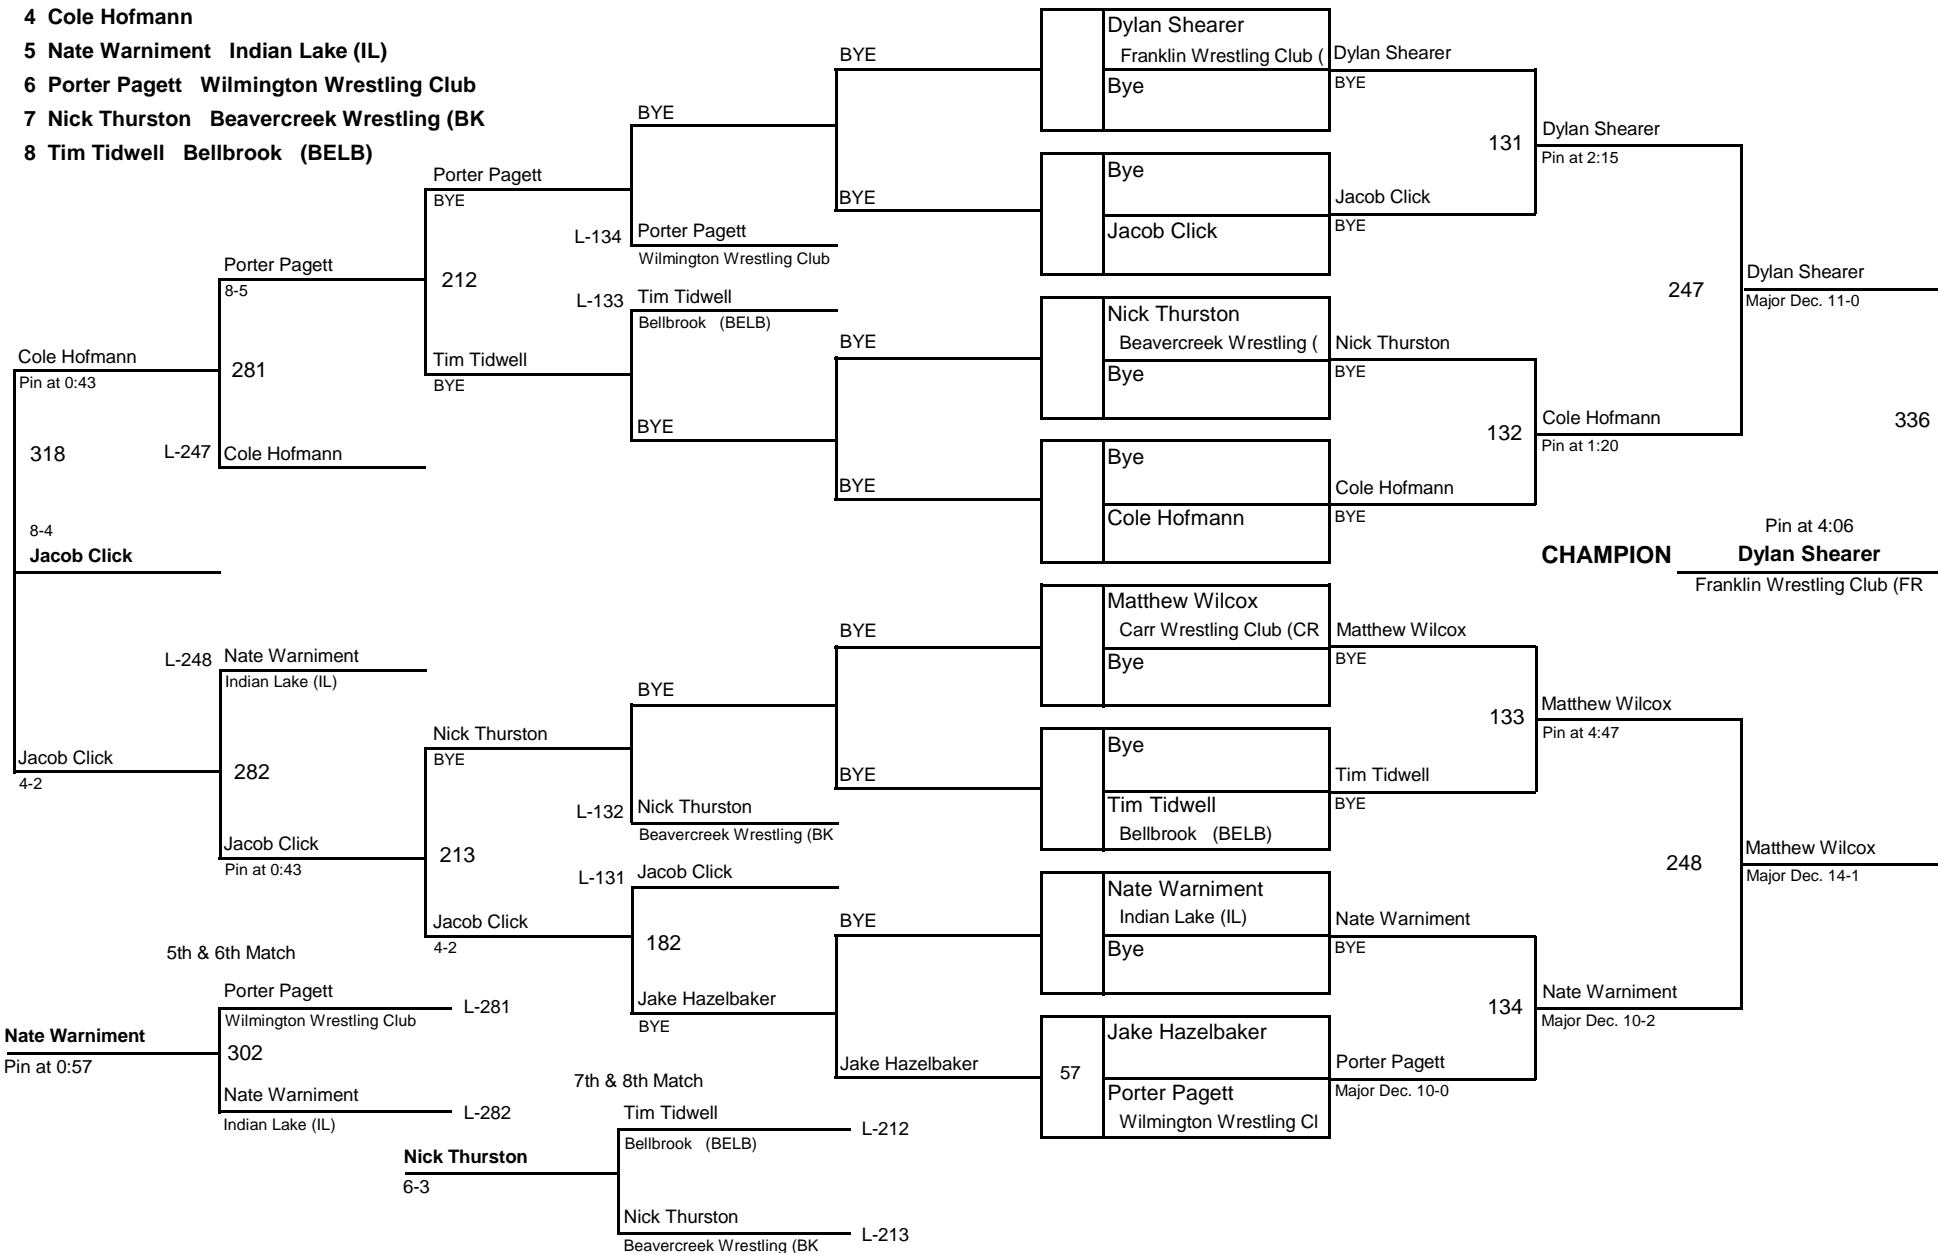 4 Cole Hofmann
5 Nate Warniment Indian Lake (IL)
6 Porter Pagett Wilmington Wrestling Club
7 Nick Thurston Beavercreek Wrestling (BK
8 Tim Tidwell Bellbrook (BELB)
Cole Hofmann
Pin at 0:43
318
8-4
Jacob Click
Jacob Click
4-2
Porter Pagett
8-5
281
L-247 Cole Hofmann
L-248 Nate Warniment
Indian Lake (IL)
282
Jacob Click
Pin at 0:43
5th & 6th Match
Porter Pagett L-281
Wilmington Wrestling Club
Nate Warniment
302
Pin at 0:57
Nate Warniment L-282
Indian Lake (IL)
Porter Pagett
BYE
212
Tim Tidwell
BYE
Nick Thurston
BYE
213
Jacob Click
4-2
7th & 8th Match
Tim Tidwell L-212
Bellbrook (BELB)
Nick Thurston
6-3
Nick Thurston L-213
Beavercreek Wrestling (BK
BYE
L-134 Porter Pagett
Wilmington Wrestling Club
L-133 Tim Tidwell
Bellbrook (BELB)
BYE
BYE
L-132 Nick Thurston
Beavercreek Wrestling (BK
L-131 Jacob Click
182
Jake Hazelbaker
BYE
BYE
BYE
BYE
BYE
BYE
BYE
BYE
Jake Hazelbaker
Dylan Shearer
Franklin Wrestling Club (
Bye
Bye
Jacob Click
Nick Thurston
Beavercreek Wrestling (
Bye
Bye
Cole Hofmann
Matthew Wilcox
Carr Wrestling Club (CR
Bye
Bye
Tim Tidwell
Bellbrook (BELB)
Nate Warniment
Indian Lake (IL)
Bye
Jake Hazelbaker
57
Porter Pagett
Wilmington Wrestling Cl
Dylan Shearer
BYE
131
Jacob Click
BYE
Nick Thurston
BYE
132
Cole Hofmann
BYE
Matthew Wilcox
BYE
133
Tim Tidwell
BYE
Nate Warniment
BYE
134
Porter Pagett
Major Dec. 10-0
Dylan Shearer
Pin at 2:15
247
Cole Hofmann
Pin at 1:20
Matthew Wilcox
Pin at 4:47
248
Nate Warniment
Major Dec. 10-2
Dylan Shearer
Major Dec. 11-0
336
Pin at 4:06
CHAMPION Dylan Shearer
Franklin Wrestling Club (FR
Matthew Wilcox
Major Dec. 14-1